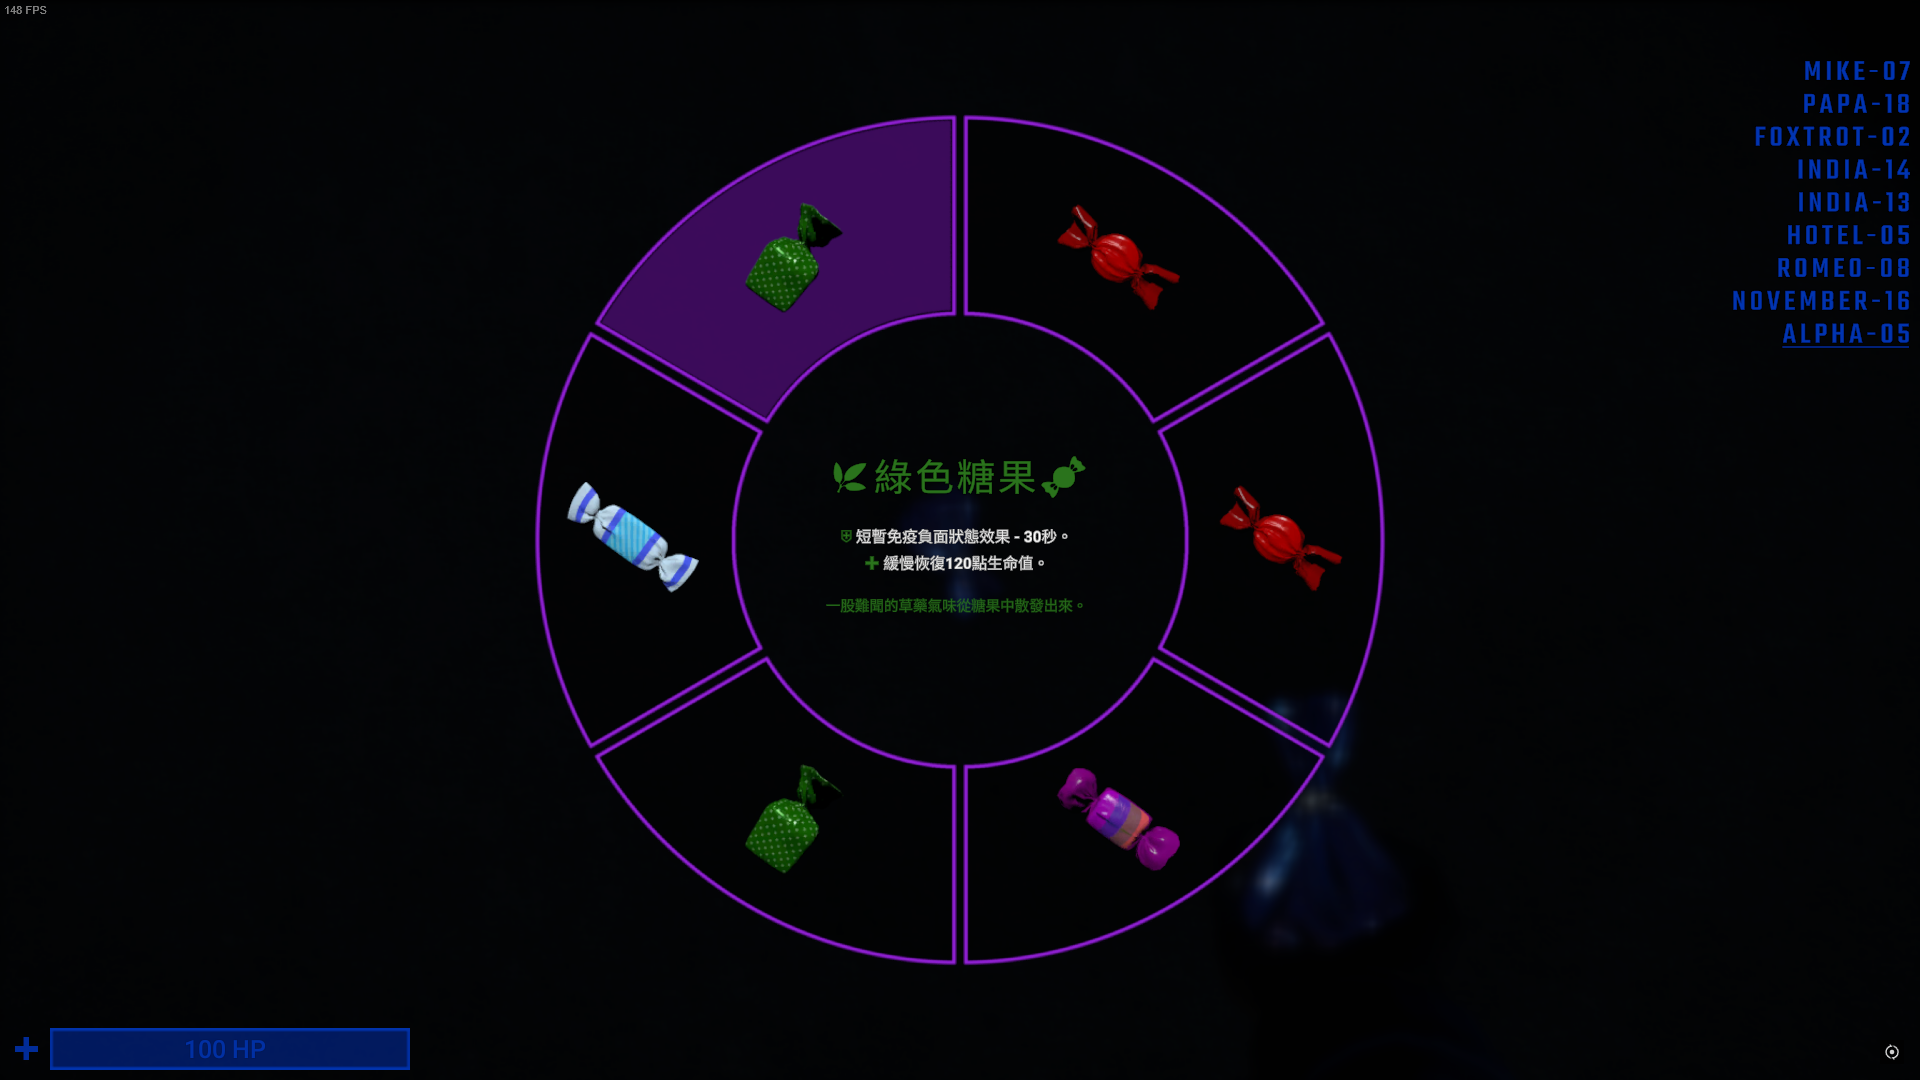 148 FPS
MIKE-07
PAPA-18
FOXTROT-02
INDIA-14
INDIA-13
HOTEL-05
ROMEO-08
NOVEMBER-16
ALPHA-05
綠色糖果
短暫免疫負面狀態效果 - 30秒。
緩慢恢復120點生命值。
一股難聞的草藥氣味從糖果中散發出來。
100 HP